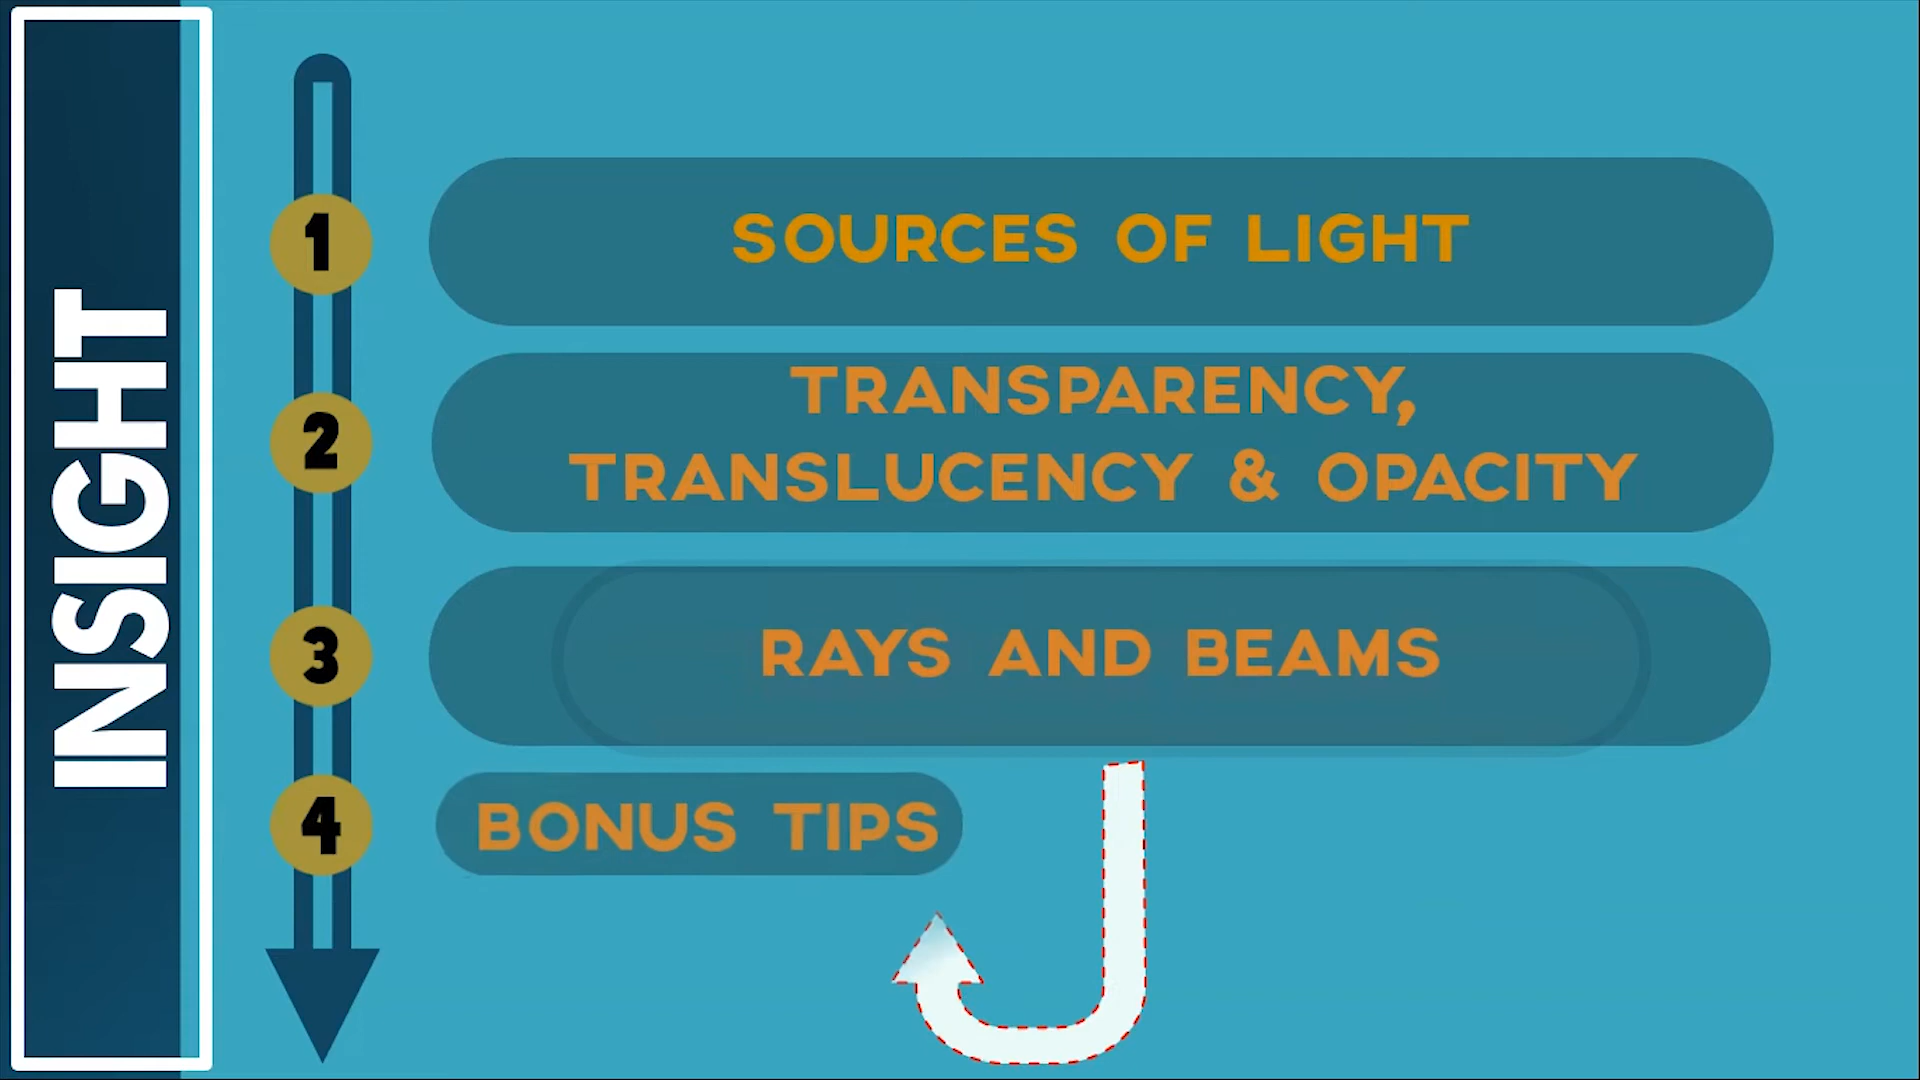 INSIGHT
1
SOURCES OF LIGHT
2
TRANSPARENCY,
TRANSLUCENCY & OPACITY
3
RAYS AND BEAMS
4
BONUS TIPS